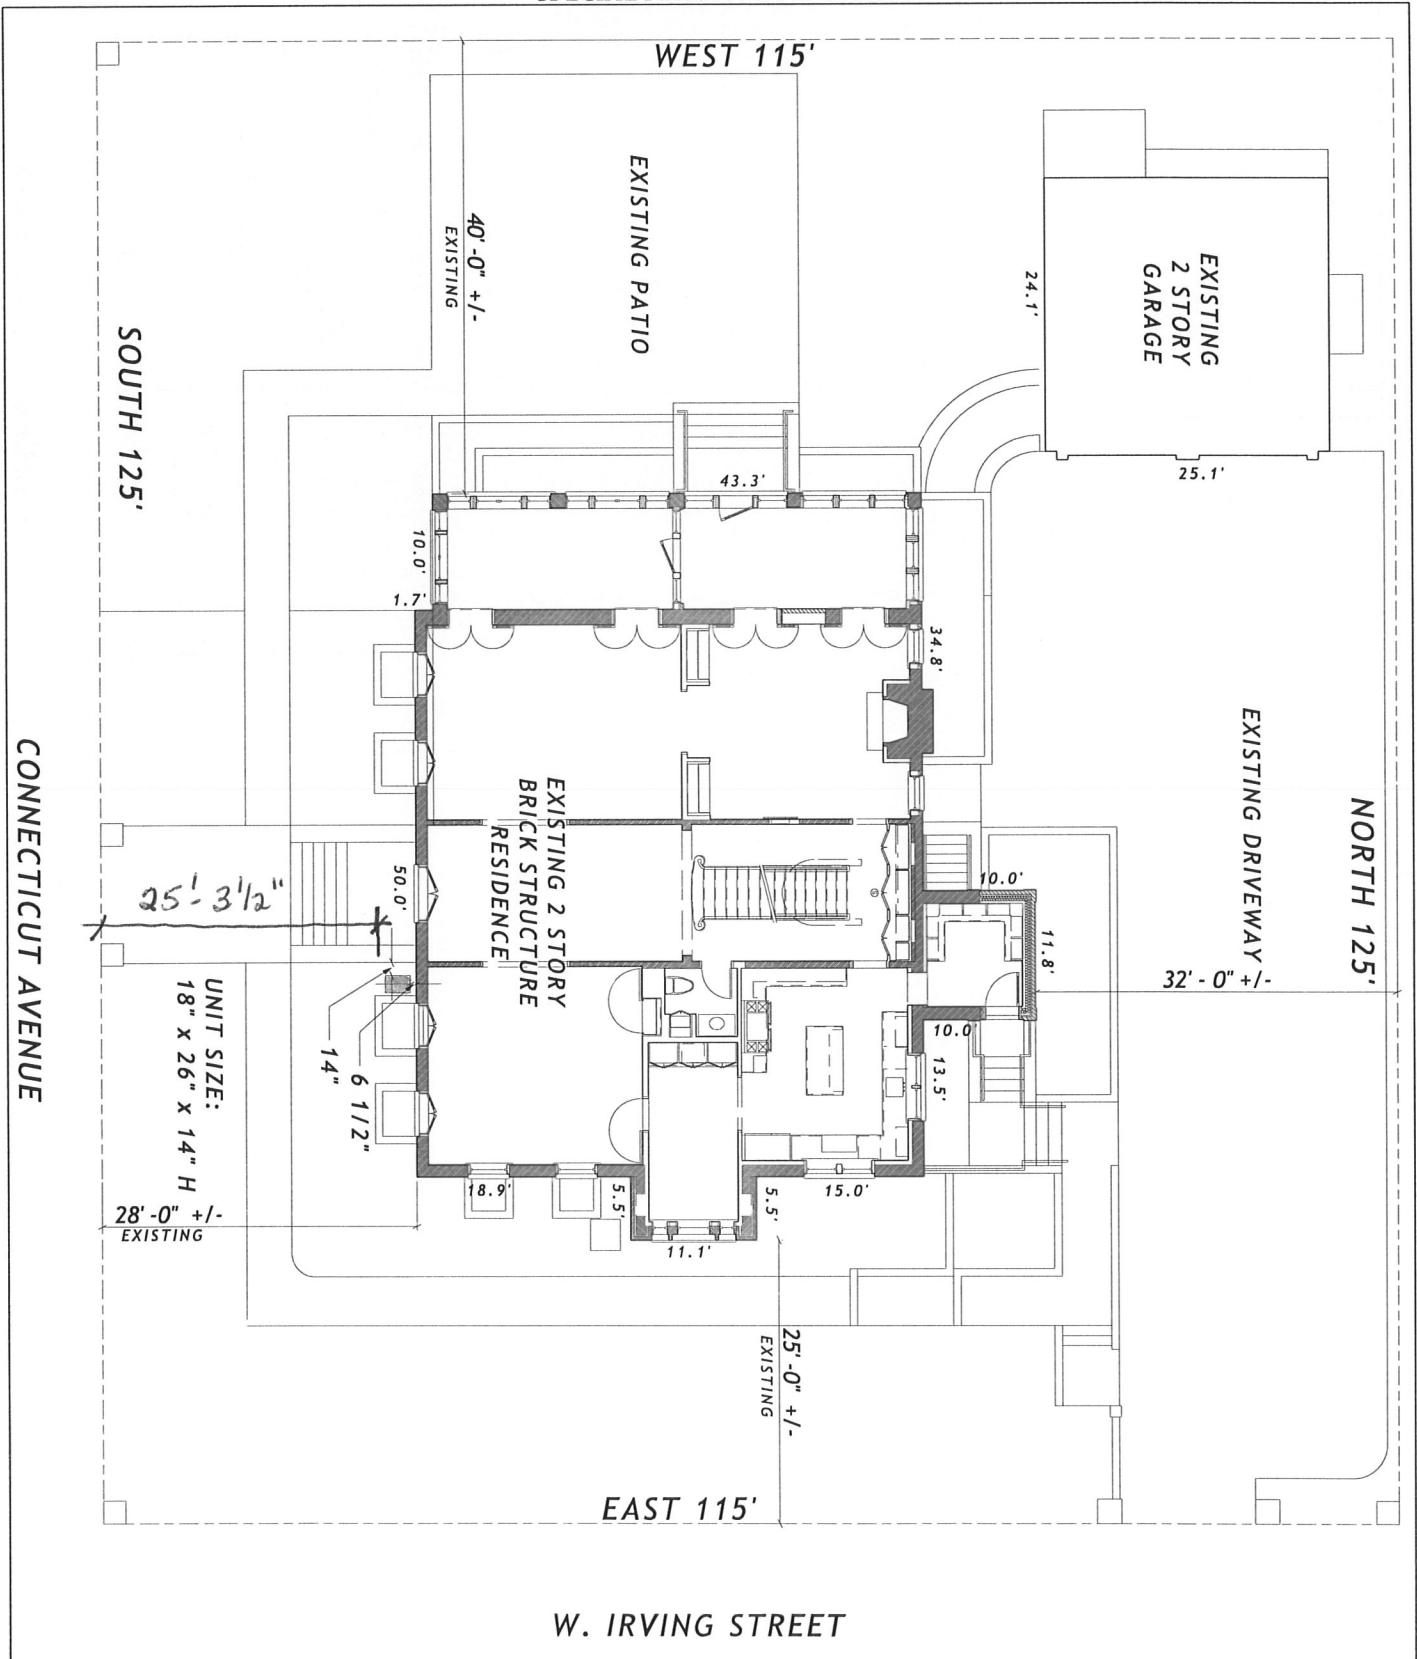 WEST 115'
EXISTING PATIO
40'-0" +/-
EXISTING
EXISTING
2 STORY
GARAGE
24.1'
25.1'
SOUTH 125'
43.3'
10.0'
1.7'
34.8'
EXISTING DRIVEWAY
NORTH 125'
CONNECTICUT AVENUE
EXISTING 2 STORY
BRICK STRUCTURE
RESIDENCE
50.0'
25'-3 1/2"
10.0'
11.8'
32' - 0" +/-
10.0'
13.5'
UNIT SIZE:
18" x 26" x 14" H
14"
6 1/2"
28'-0" +/-
EXISTING
18.9'
5.5'
11.1'
5.5'
15.0'
25'-0" +/-
EXISTING
EAST 115'
W. IRVING STREET